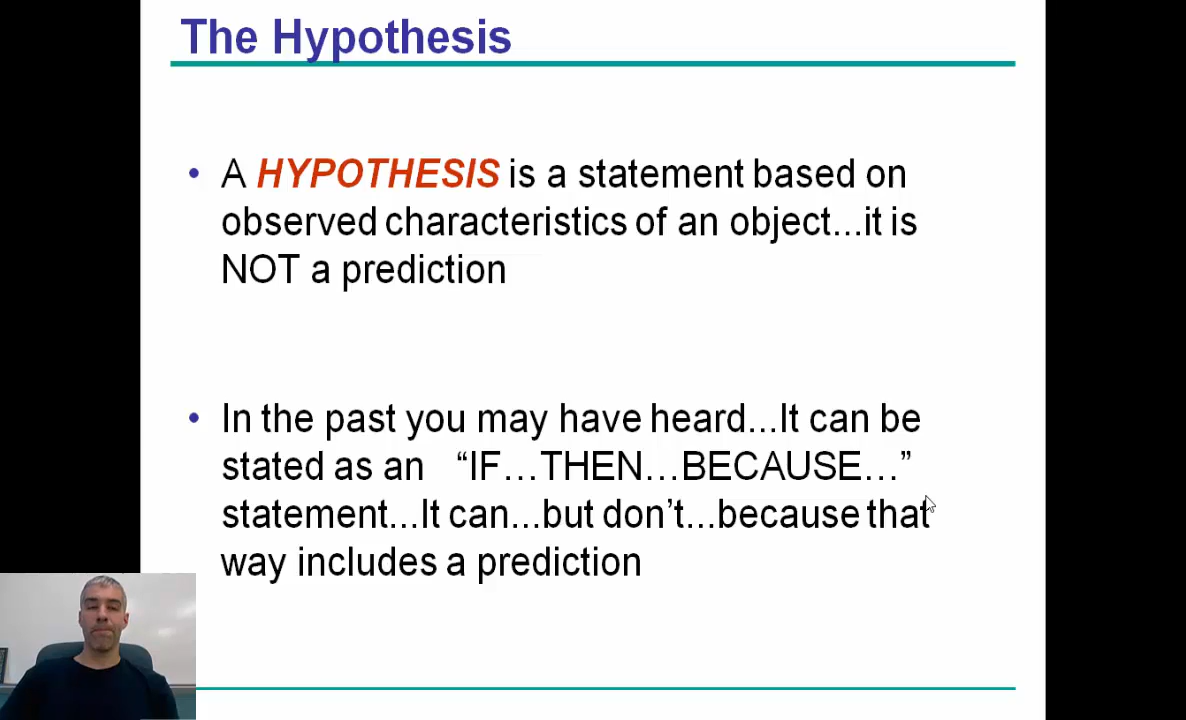 The Hypothesis
• A HYPOTHESIS is a statement based on
observed characteristics of an object...it is
NOT a prediction
• In the past you may have heard...It can be
stated as an “IF…THEN…BECAUSE…”
statement...It can...but don’t...because that
way includes a prediction